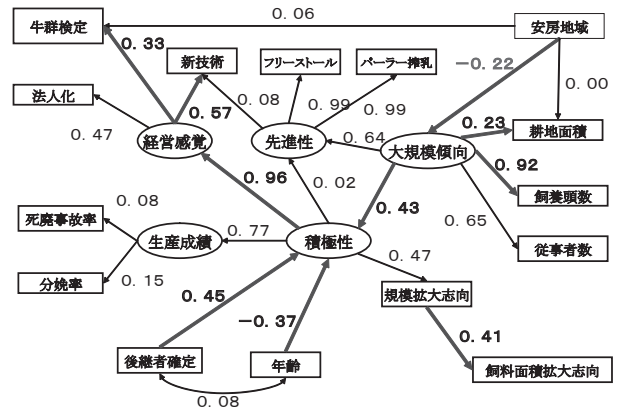 0.06
牛群検定
安房地域
0.33
新技術
フリーストール
パーラー搾乳
-0.22
0.00
法人化
0.57
0.08
0.99
0.99
0.23
耕地面積
0.47
経営感覚
先進性
0.64
大規模傾向
0.92
飼養頭数
0.96
0.02
0.08
0.43
0.65
死廃事故率
生産成績
0.77
積極性
従事者数
0.47
分娩率
0.15
0.45
-0.37
規模拡大志向
0.41
後継者確定
年齢
飼料面積拡大志向
0.08